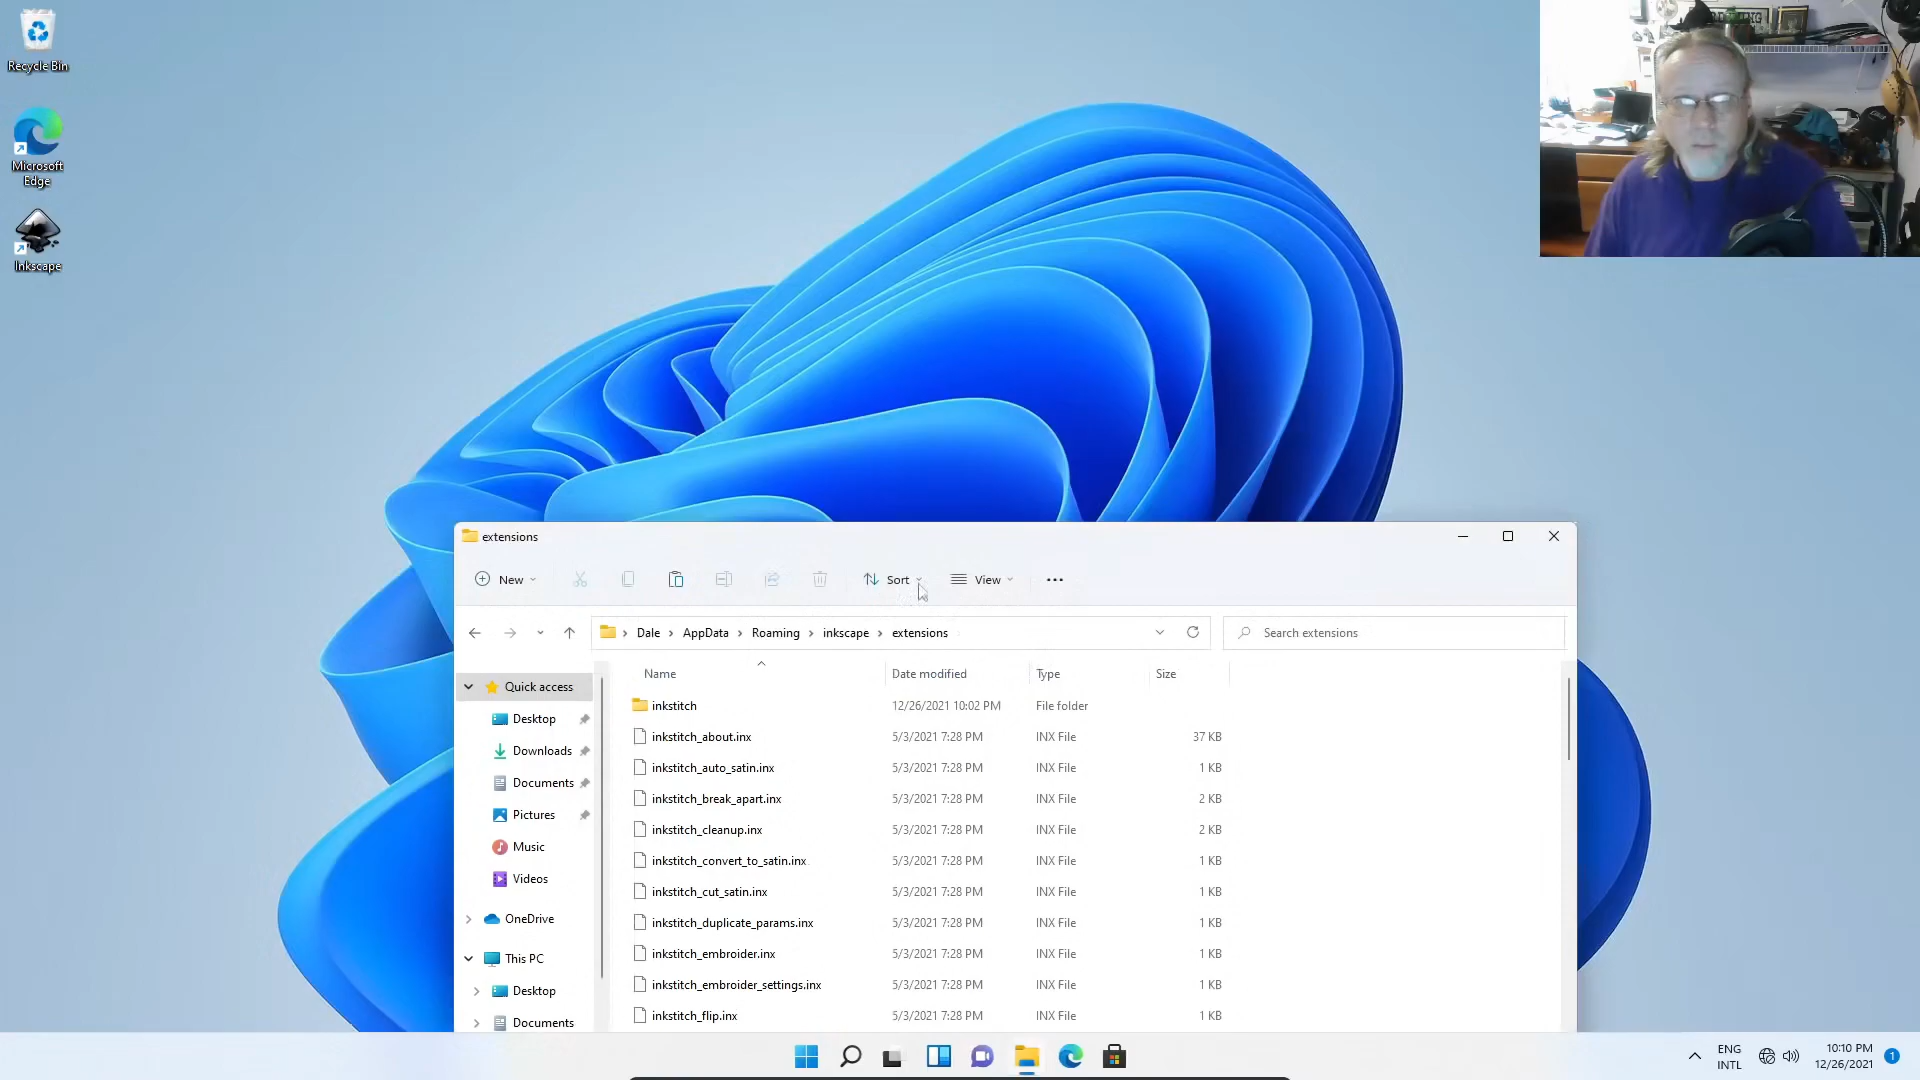 Recycle Bin
Microsoft
Edge
Inkscape
extensions
New
Sort
View
Dale
AppData
Roaming
inkscape
extensions
Search extensions
Quick access
Desktop
Downloads
Documents
Pictures
Music
Videos
OneDrive
This PC
Desktop
Documents
Name Date modified Type Size
inkstitch 12/26/2021 10:02 PM File folder
inkstitch_about.inx 5/3/2021 7:28 PM INX File 37 KB
inkstitch_auto_satin.inx 5/3/2021 7:28 PM INX File 1 KB
inkstitch_break_apart.inx 5/3/2021 7:28 PM INX File 2 KB
inkstitch_cleanup.inx 5/3/2021 7:28 PM INX File 2 KB
inkstitch_convert_to_satin.inx 5/3/2021 7:28 PM INX File 1 KB
inkstitch_cut_satin.inx 5/3/2021 7:28 PM INX File 1 KB
inkstitch_duplicate_params.inx 5/3/2021 7:28 PM INX File 1 KB
inkstitch_embroider.inx 5/3/2021 7:28 PM INX File 1 KB
inkstitch_embroider_settings.inx 5/3/2021 7:28 PM INX File 1 KB
inkstitch_flip.inx 5/3/2021 7:28 PM INX File 1 KB
ENG
INTL
10:10 PM
12/26/2021
1